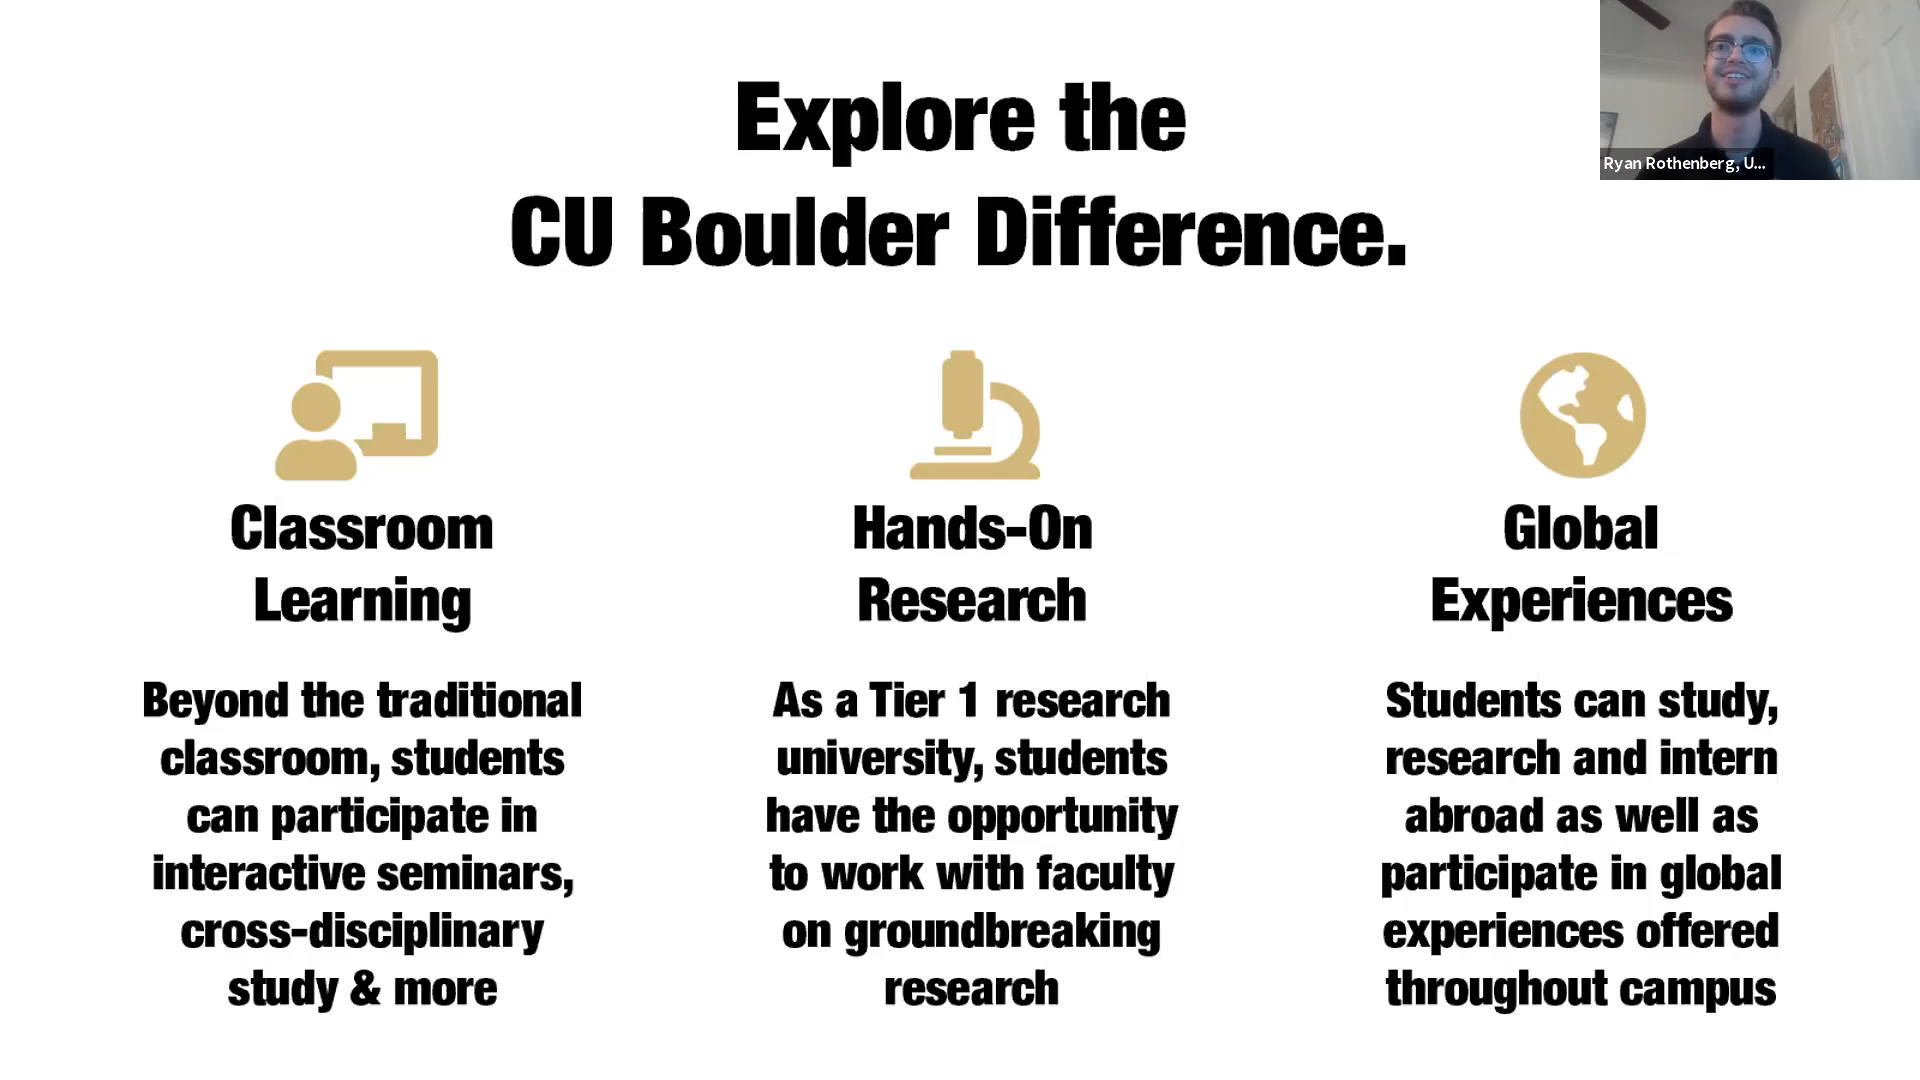 Explore the
CU Boulder Difference.
Ryan Rothenberg, U...
Classroom
Learning
Beyond the traditional
classroom, students
can participate in
interactive seminars,
cross-disciplinary
study & more
Hands-On
Research
As a Tier 1 research
university, students
have the opportunity
to work with faculty
on groundbreaking
research
Global
Experiences
Students can study,
research and intern
abroad as well as
participate in global
experiences offered
throughout campus